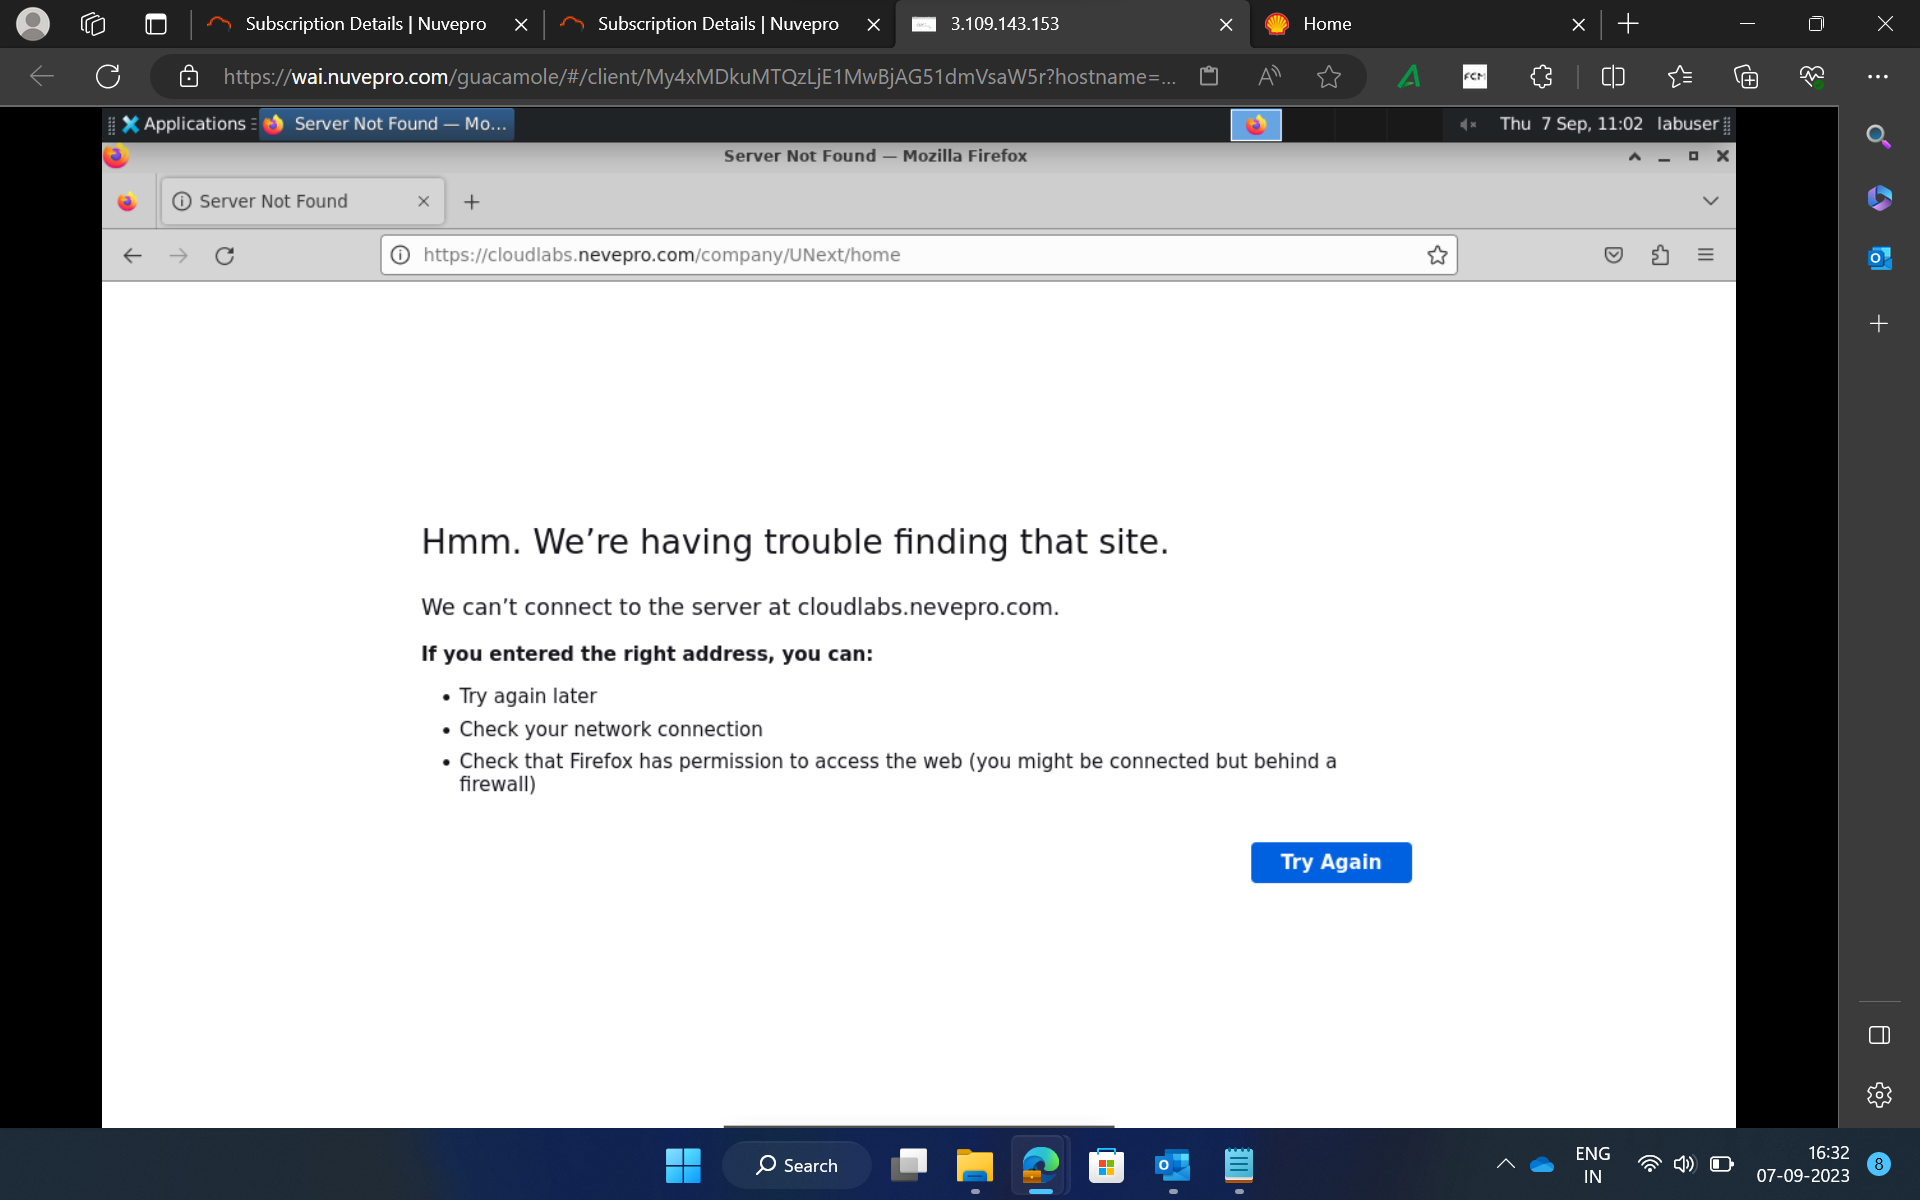 Subscription Details | Nuvepro
Subscription Details | Nuvepro
3.109.143.153
Home
https://wai.nuvepro.com/guacamole/#/client/My4xMDkuMTQzLjE1MwBjAG51dmVsaW5r?hostname=...
FCM
Applications
Server Not Found — Mo...
Thu 7 Sep, 11:02 labuser
Server Not Found — Mozilla Firefox
Server Not Found
https://cloudlabs.nevepro.com/company/UNext/home
Hmm. We’re having trouble finding that site.
We can’t connect to the server at cloudlabs.nevepro.com.
If you entered the right address, you can:
• Try again later
• Check your network connection
• Check that Firefox has permission to access the web (you might be connected but behind a
firewall)
Try Again
Search
ENG
IN
16:32
07-09-2023
8